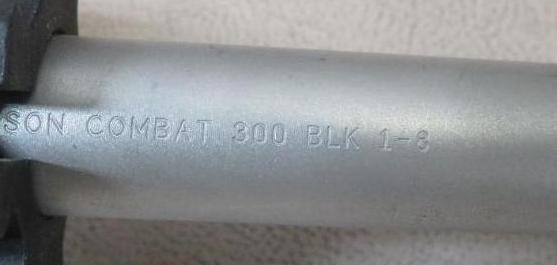 SON COMBAT 300 BLK 1-8